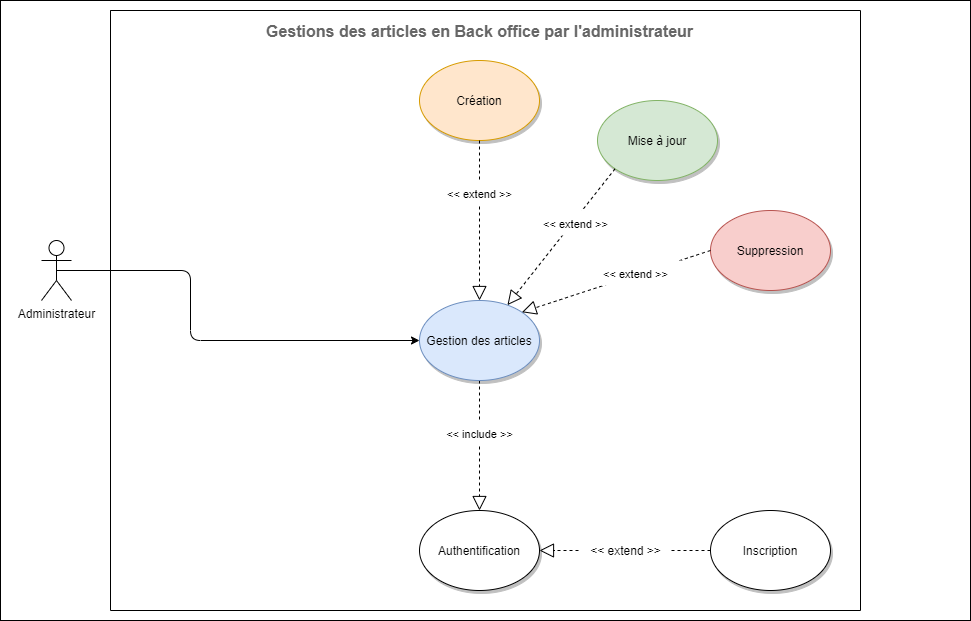 Gestions des articles en Back office par l'administrateur
Création
Mise à jour
<< extend >>
<< extend >>
Suppression
<< extend >>
Administrateur
Gestion des articles
<< include >>
Authentification
<< extend >>
Inscription